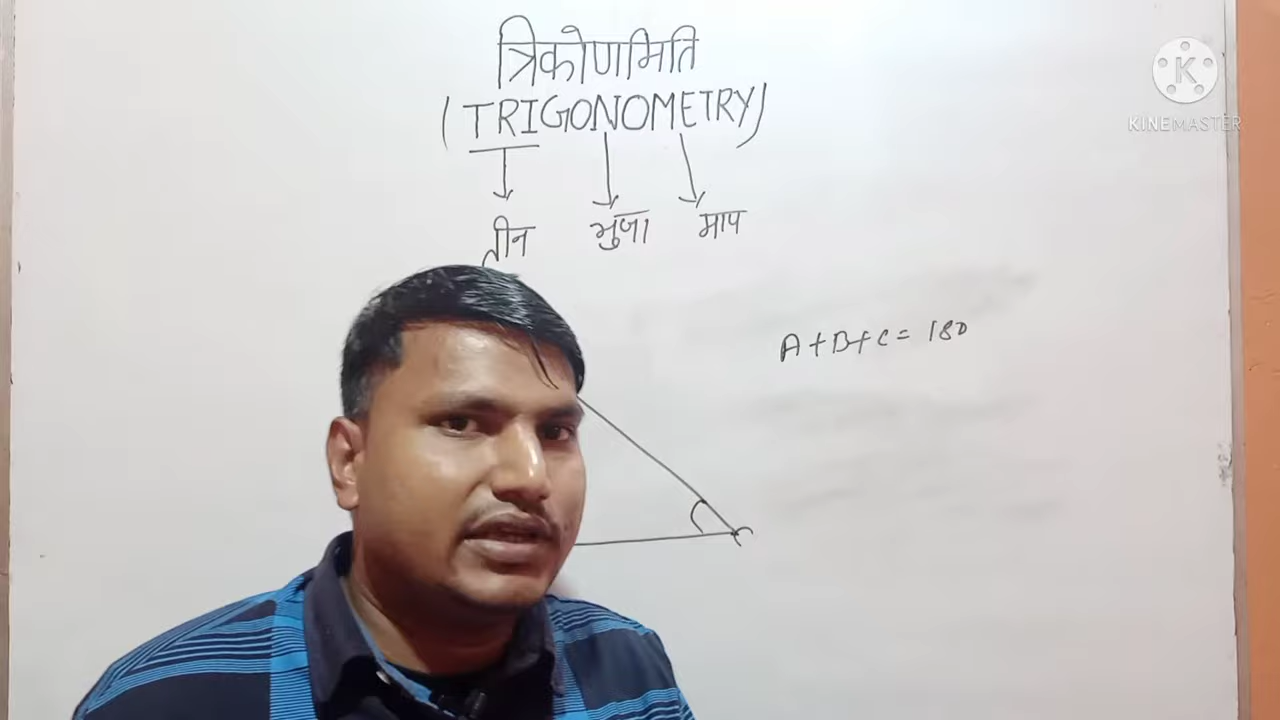 त्रिकोणमिति
(TRIGONOMETRY)
तीन भुजा माप
A+B+C= 180
K
KINEMASTER